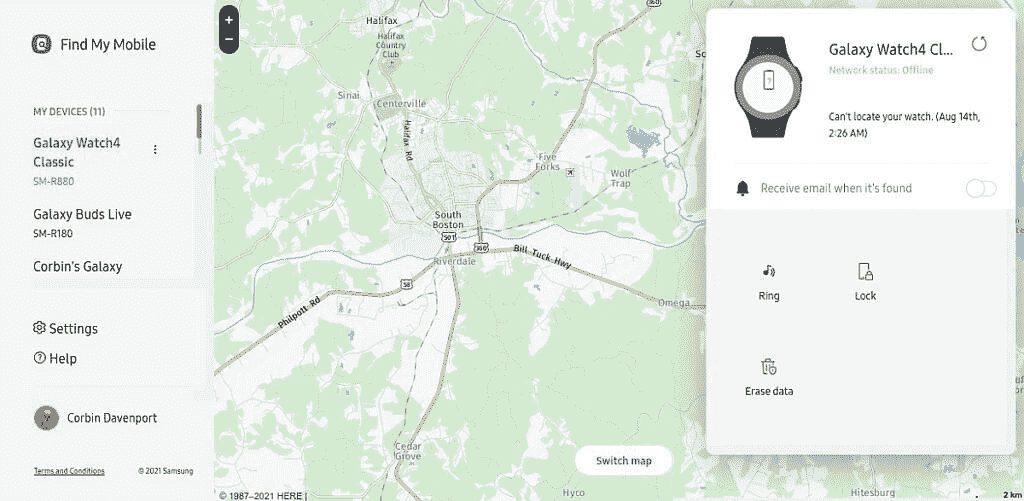 Find My Mobile
MY DEVICES (11)
Galaxy Watch4
Classic
SM-R880
Galaxy Buds Live
SM-R180
Corbin's Galaxy
Settings
Help
Corbin Davenport
Terms and Conditions
© 2021 Samsung
+
−
Halifax
Halifax
Country
Club
360
Sinai
Centerville
Halifax Rd
Five
Forks
Wolf
Trap
South
Boston
501
360
Bill Tuck Hwy
Riverdale
58
Philpott Rd
Omega
Cedar
Grove
Switch map
Hyco
Hitesburg
© 1987–2021 HERE |
2 km
Galaxy Watch4 Cl...
Network status: Offline
Can't locate your watch. (Aug 14th,
2:26 AM)
Receive email when it's found
Ring
Lock
Erase data